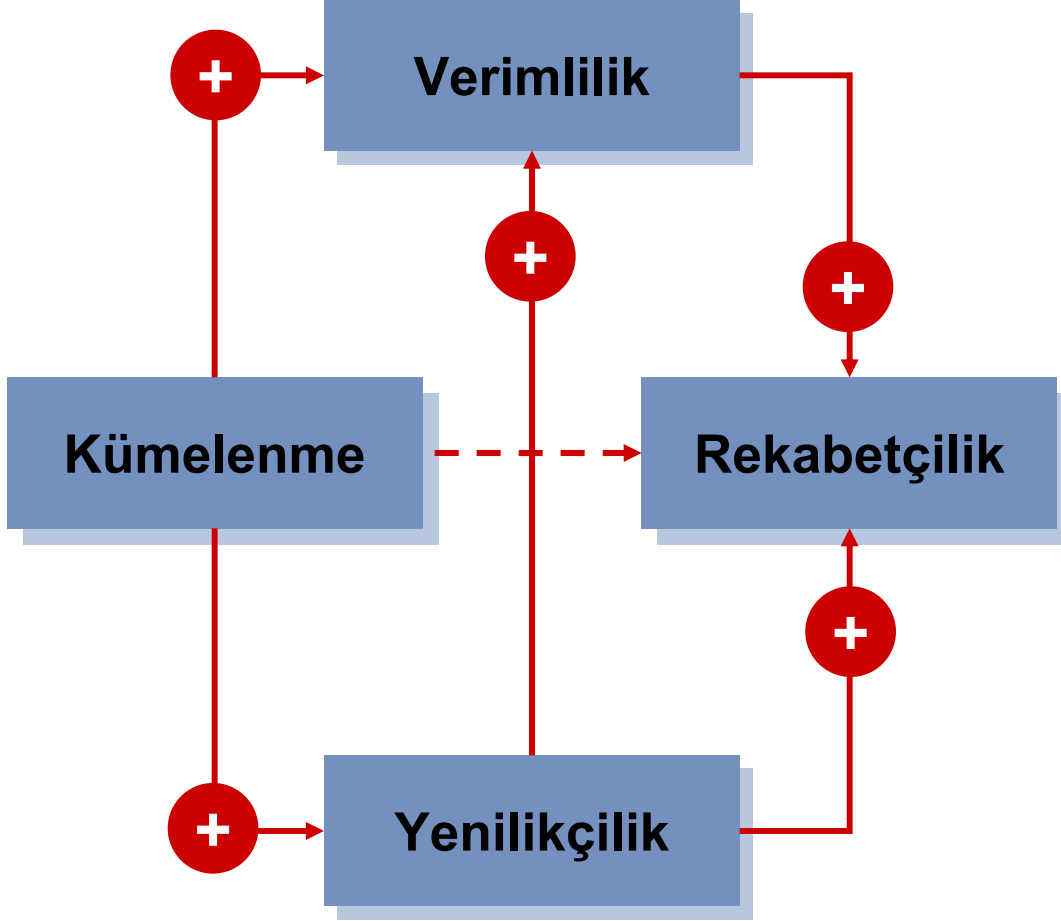 +
Verimlilik
+
+
Kümelenme
Rekabetçilik
+
+
Yenilikçilik